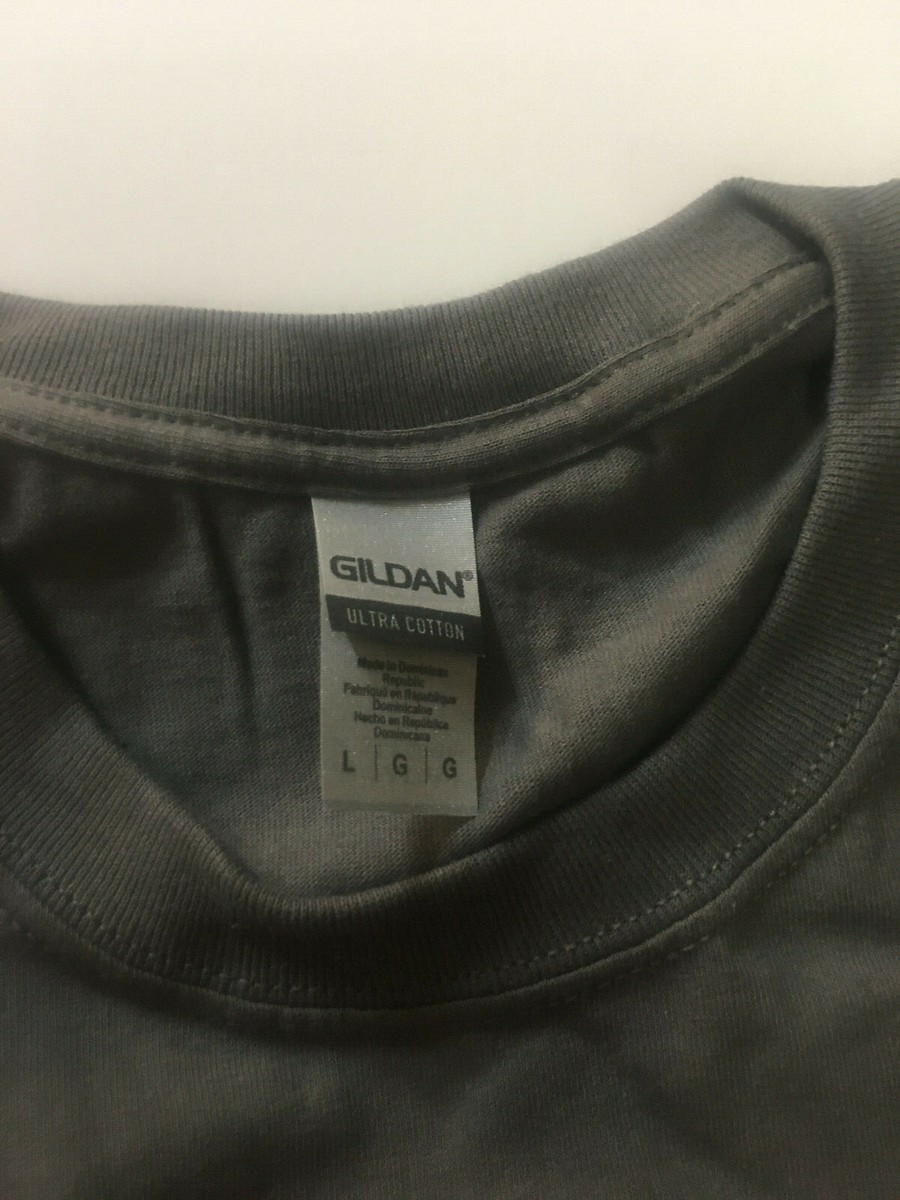 GILDAN®
ULTRA COTTON
Made in Dominican
Republic
Fabriqué en République
Dominicaine
Hecho en República
Dominicana
L | G | G